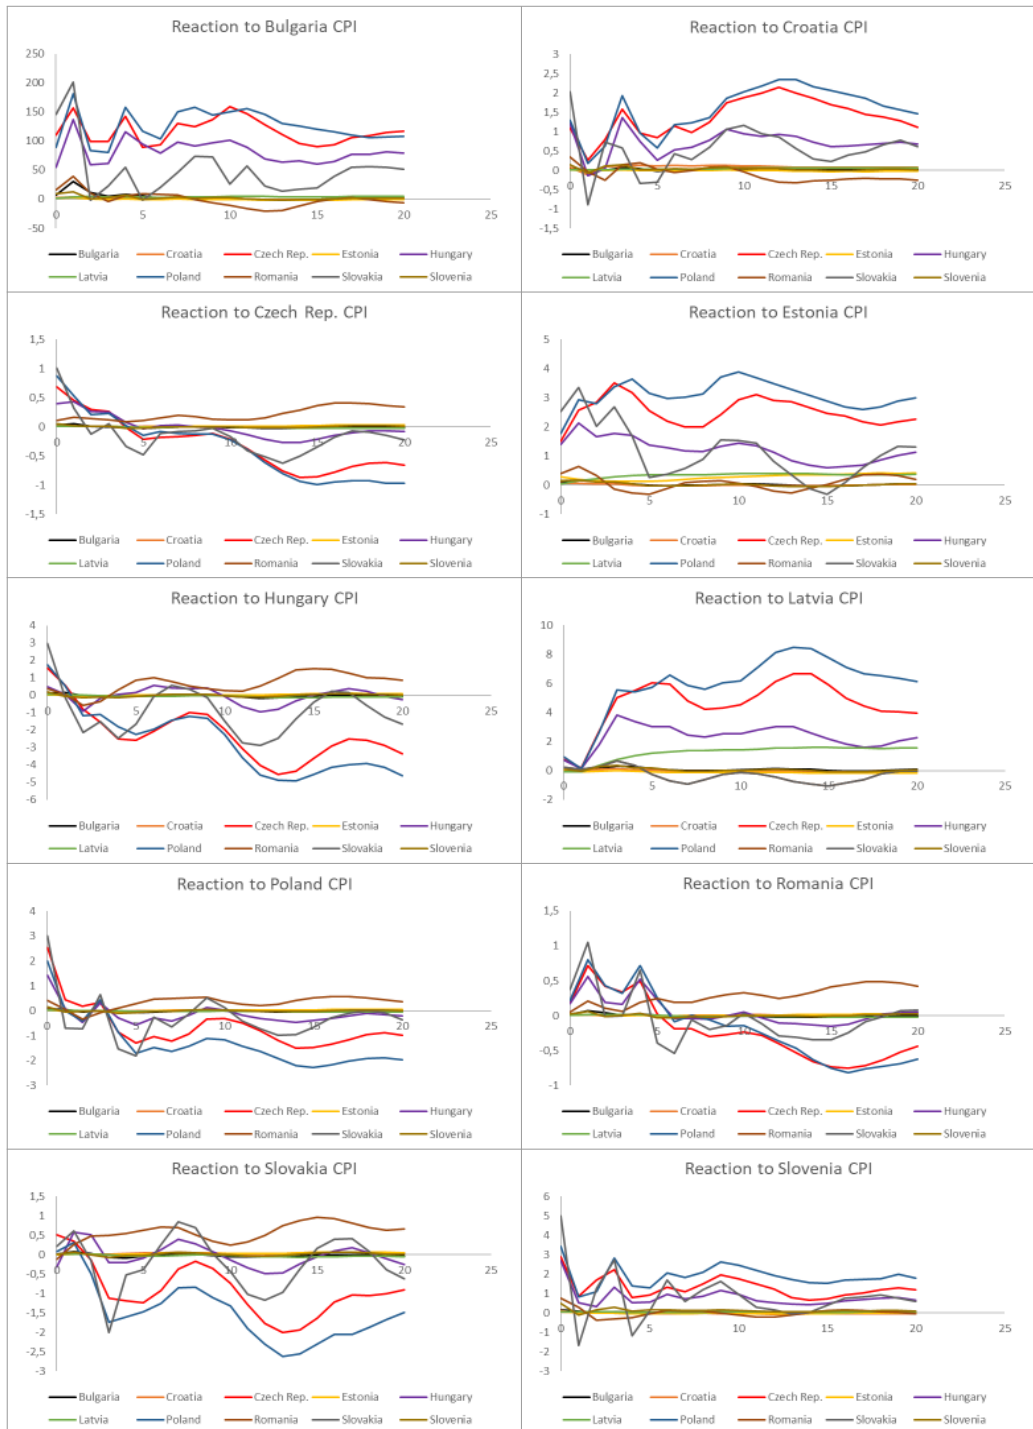 Reaction to Bulgaria CPI
250
200
150
100
50
0
-50
0 5 10 15 20 25
Bulgaria Croatia Czech Rep. Estonia Hungary
Latvia Poland Romania Slovakia Slovenia
Reaction to Croatia CPI
3
2,5
2
1,5
1
0,5
0
-0,5
-1
-1,5
0 5 10 15 20 25
Bulgaria Croatia Czech Rep. Estonia Hungary
Latvia Poland Romania Slovakia Slovenia
Reaction to Czech Rep. CPI
1,5
1
0,5
0
-0,5
-1
-1,5
0 5 10 15 20 25
Bulgaria Croatia Czech Rep. Estonia Hungary
Latvia Poland Romania Slovakia Slovenia
Reaction to Estonia CPI
5
4
3
2
1
0
-1
0 5 10 15 20 25
Bulgaria Croatia Czech Rep. Estonia Hungary
Latvia Poland Romania Slovakia Slovenia
Reaction to Hungary CPI
4
3
2
1
0
-1
-2
-3
-4
-5
-6
0 5 10 15 20 25
Bulgaria Croatia Czech Rep. Estonia Hungary
Latvia Poland Romania Slovakia Slovenia
Reaction to Latvia CPI
10
8
6
4
2
0
-2
0 5 10 15 20 25
Bulgaria Croatia Czech Rep. Estonia Hungary
Latvia Poland Romania Slovakia Slovenia
Reaction to Poland CPI
4
3
2
1
0
-1
-2
-3
0 5 10 15 20 25
Bulgaria Croatia Czech Rep. Estonia Hungary
Latvia Poland Romania Slovakia Slovenia
Reaction to Romania CPI
1,5
1
0,5
0
-0,5
-1
0 5 10 15 20 25
Bulgaria Croatia Czech Rep. Estonia Hungary
Latvia Poland Romania Slovakia Slovenia
Reaction to Slovakia CPI
1,5
1
0,5
0
-0,5
-1
-1,5
-2
-2,5
-3
0 5 10 15 20 25
Bulgaria Croatia Czech Rep. Estonia Hungary
Latvia Poland Romania Slovakia Slovenia
Reaction to Slovenia CPI
6
5
4
3
2
1
0
-1
-2
-3
0 5 10 15 20 25
Bulgaria Croatia Czech Rep. Estonia Hungary
Latvia Poland Romania Slovakia Slovenia